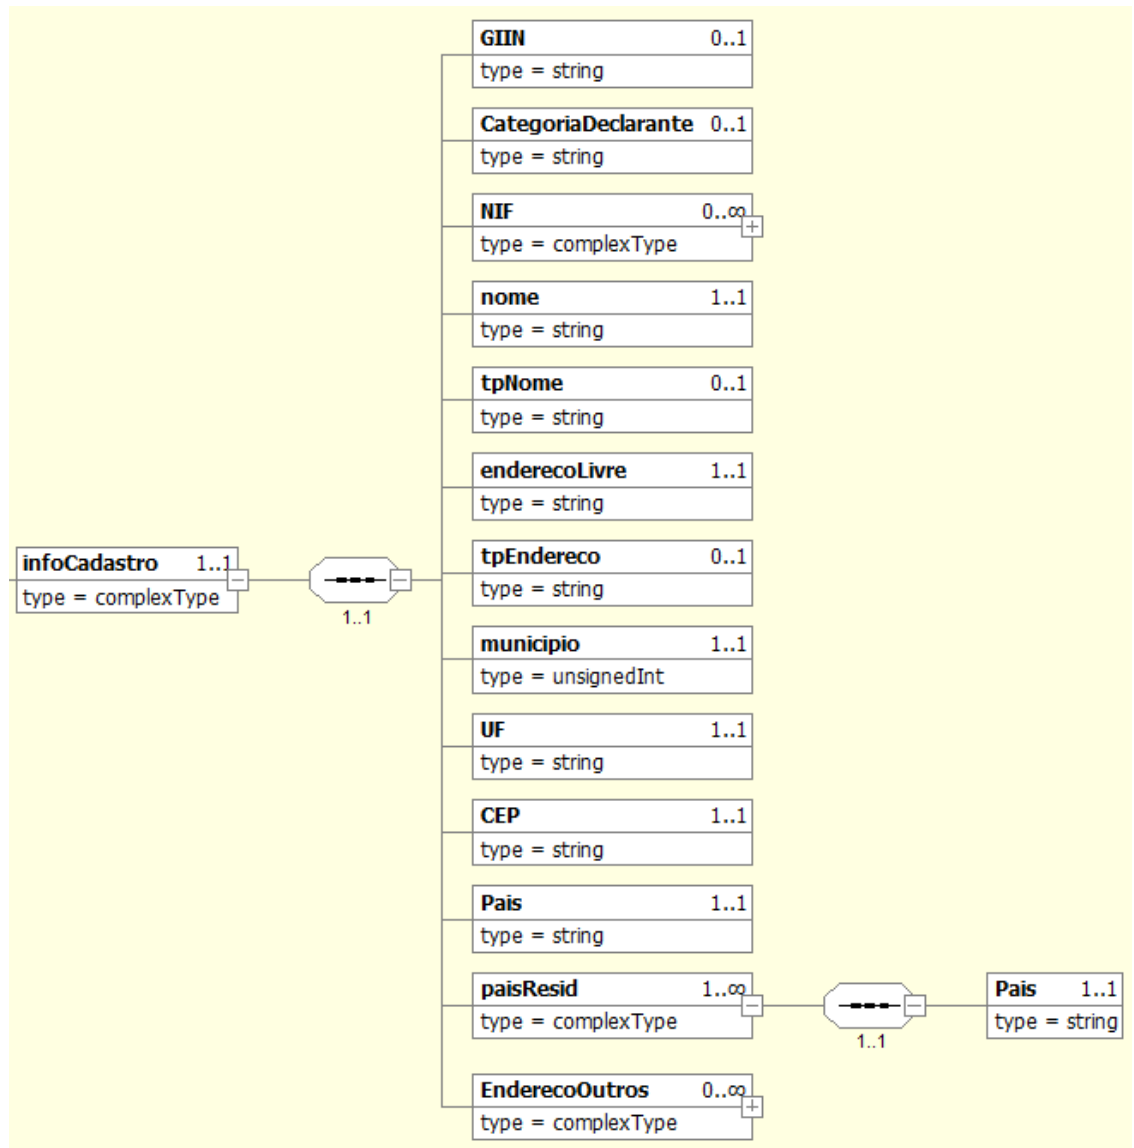 GIIN 0..1
type = string
CategoriaDeclarante 0..1
type = string
NIF 0..∞
type = complexType
nome 1..1
type = string
tpNome 0..1
type = string
enderecoLivre 1..1
type = string
infoCadastro 1..1
type = complexType
1..1
tpEndereco 0..1
type = string
municipio 1..1
type = unsignedInt
UF 1..1
type = string
CEP 1..1
type = string
Pais 1..1
type = string
paisResid 1..∞
type = complexType
1..1
Pais 1..1
type = string
EnderecoOutros 0..∞
type = complexType